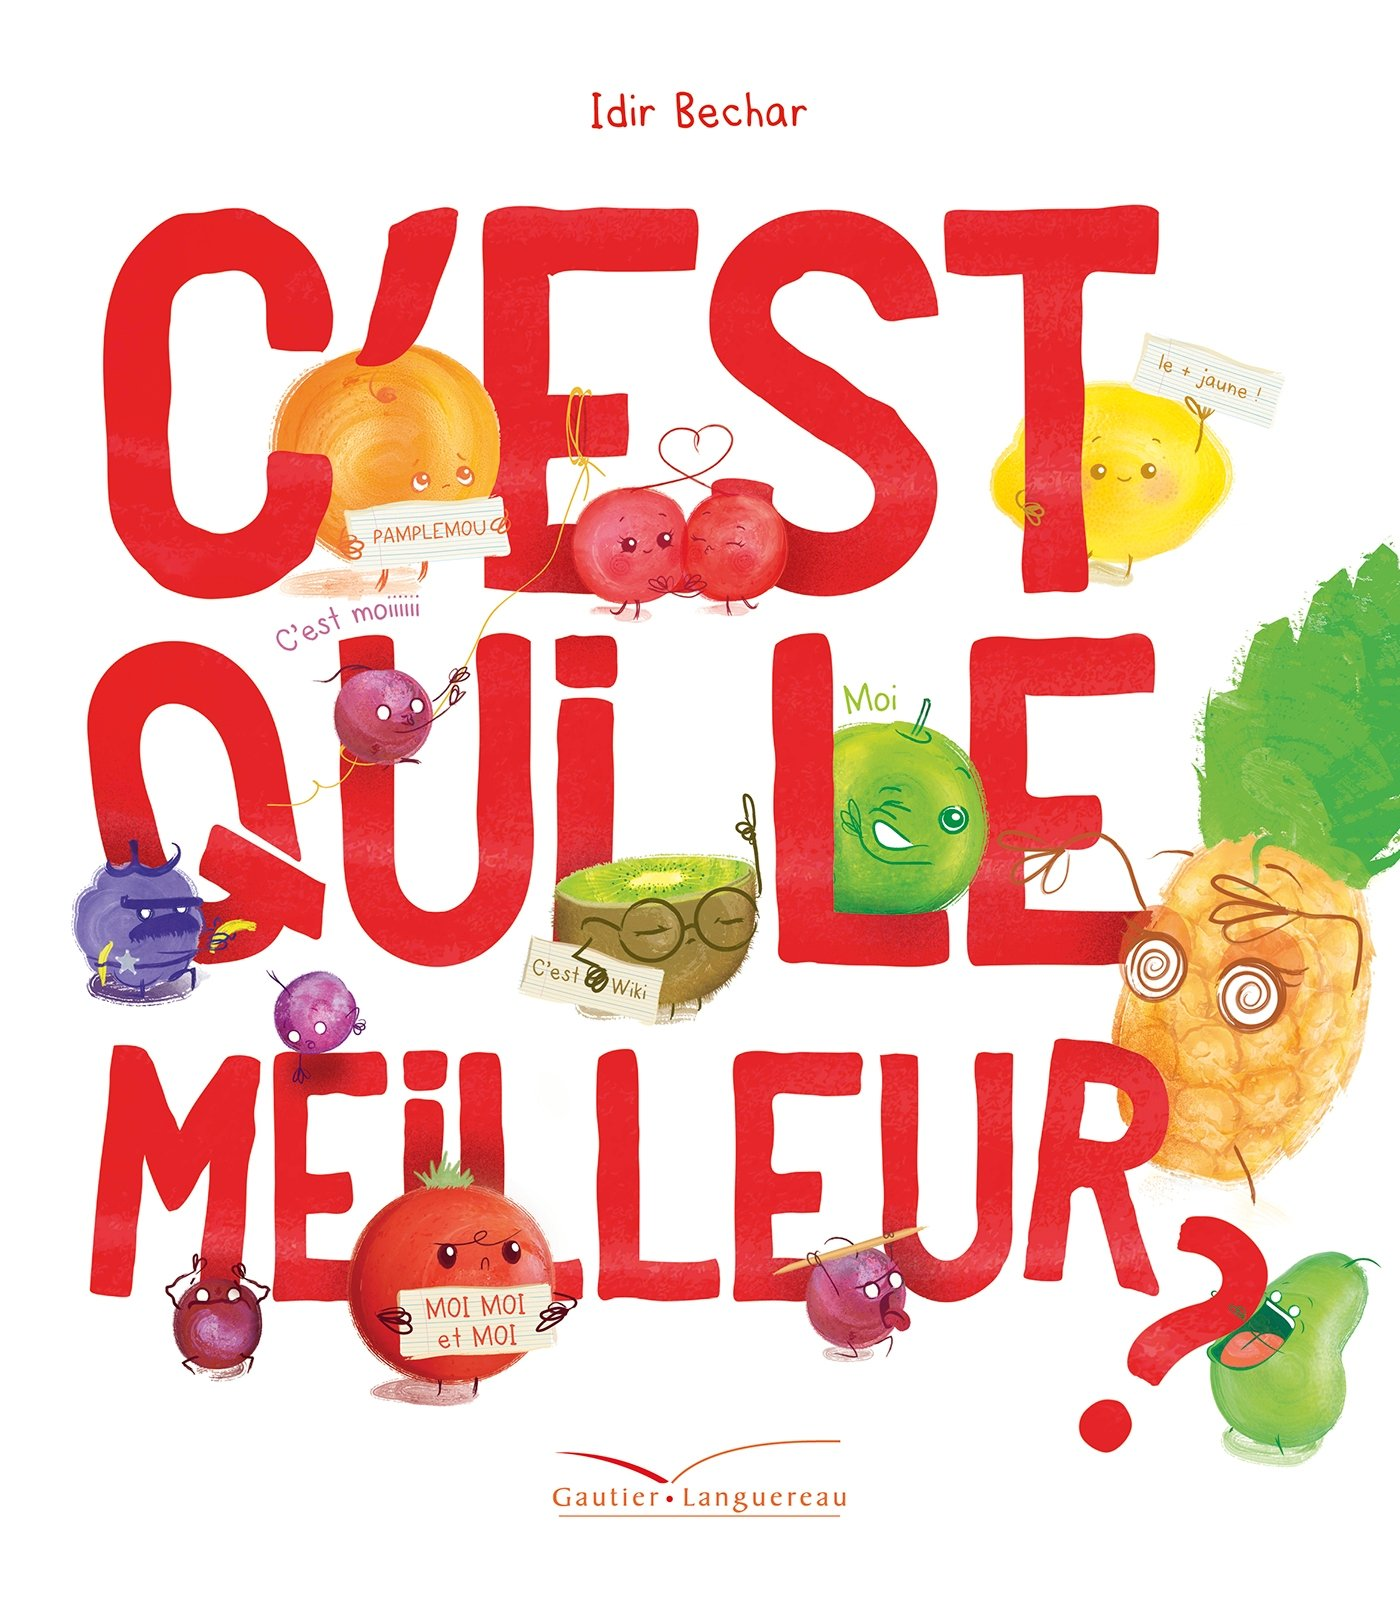 Idir Bechar
C'EST
le + jaune !
PAMPLEMOU
C'est moiiiiii
QUI LE
Moi
C'est Wiki
MEILLEUR
?
MOI MOI
et MOI
Gautier • Languereau